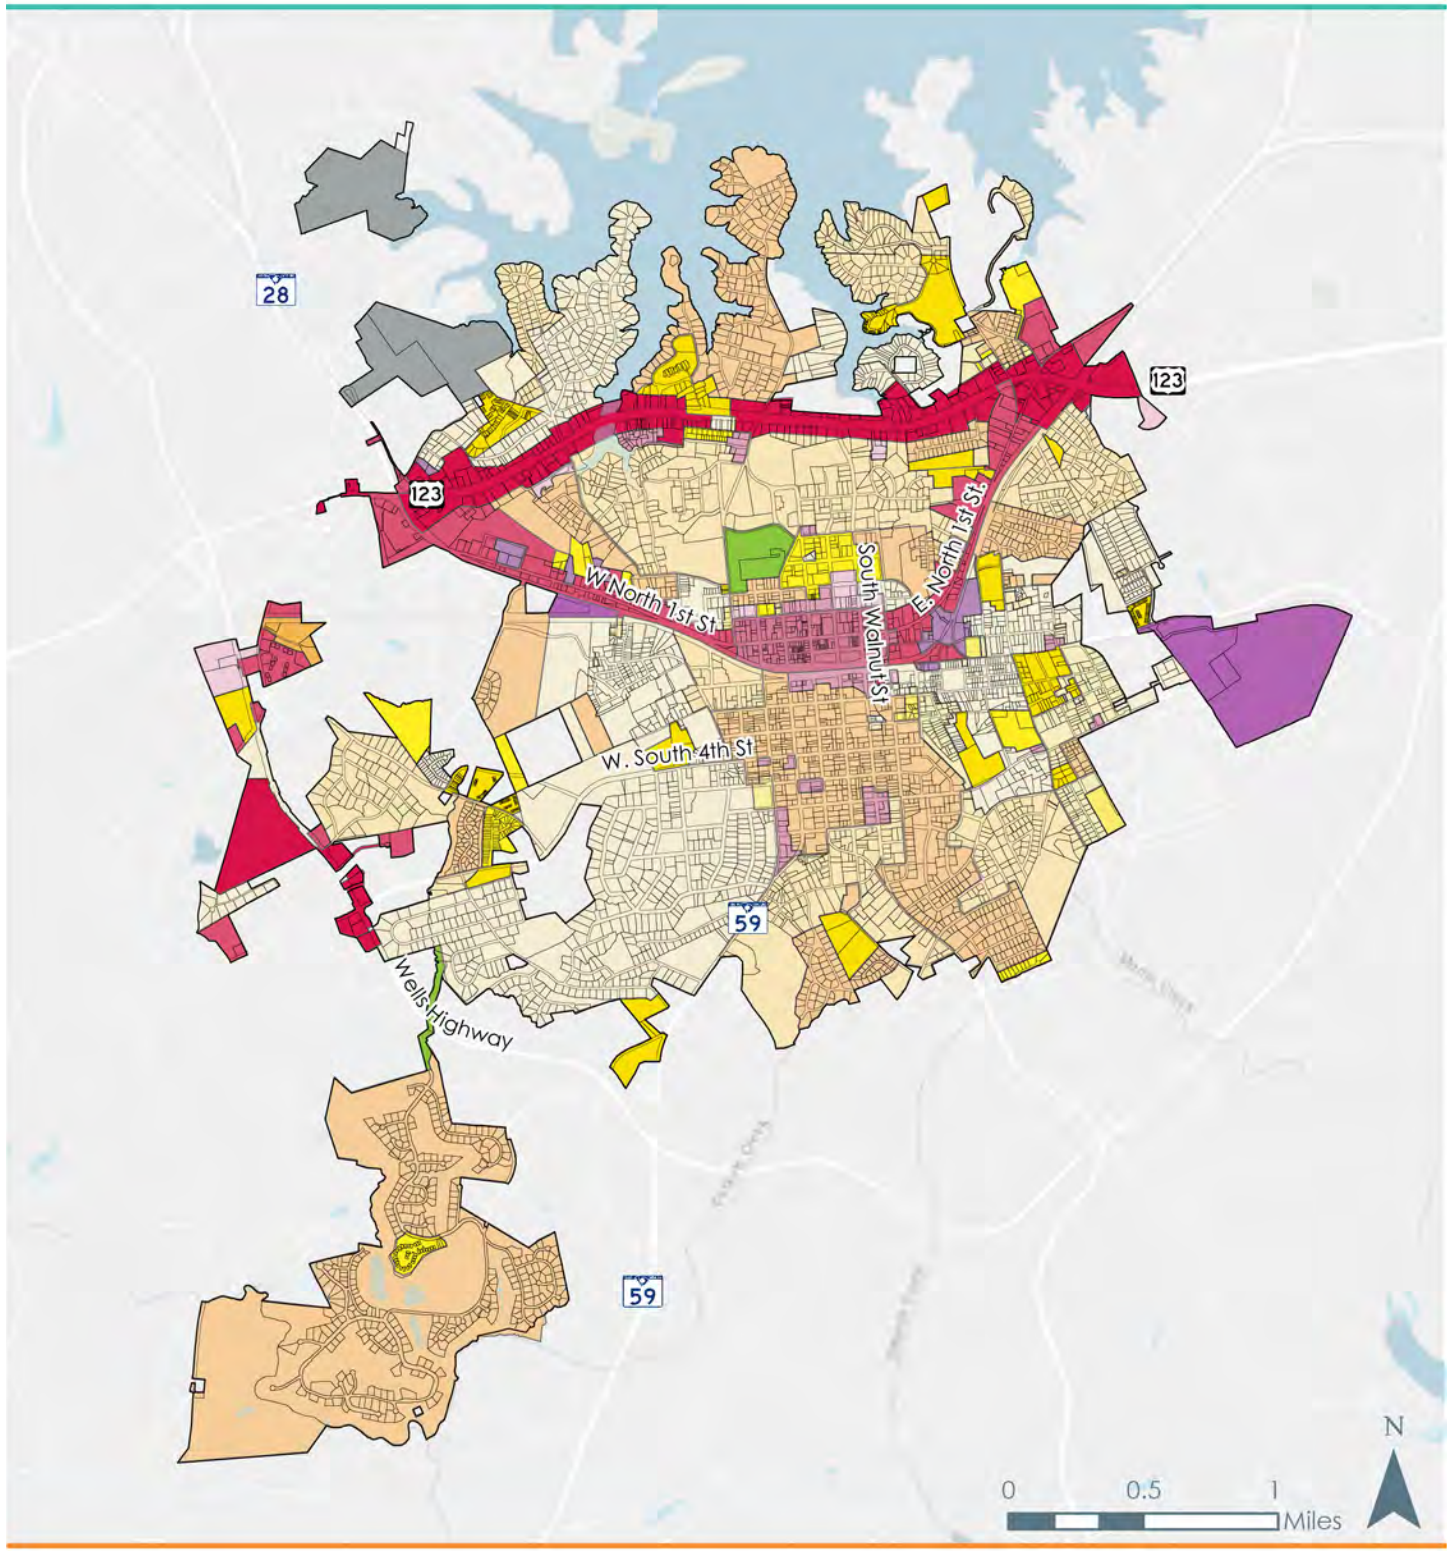 28
123
123
South Walnut St
E. North 1st St.
W North 1st St
W. South 4th St
59
Wells Highway
59
N
0 0.5 1
Miles